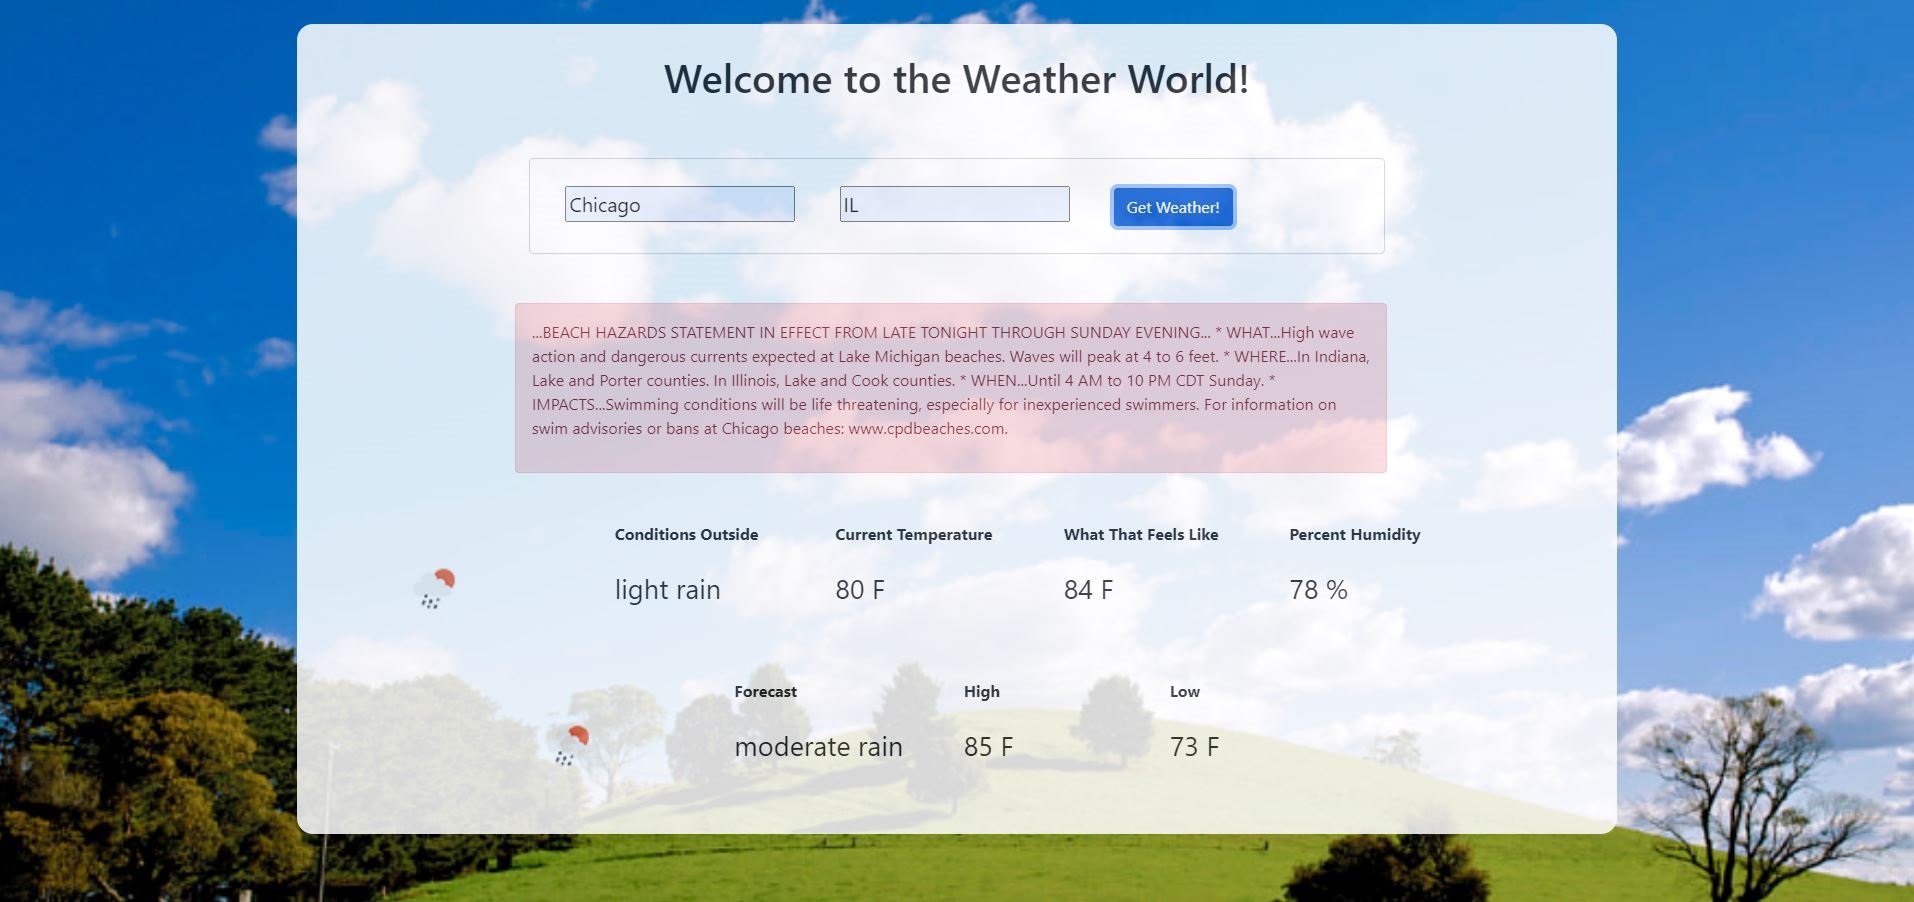 Welcome to the Weather World!
Chicago IL Get Weather!
...BEACH HAZARDS STATEMENT IN EFFECT FROM LATE TONIGHT THROUGH SUNDAY EVENING... * WHAT...High wave
action and dangerous currents expected at Lake Michigan beaches. Waves will peak at 4 to 6 feet. * WHERE...In Indiana,
Lake and Porter counties. In Illinois, Lake and Cook counties. * WHEN...Until 4 AM to 10 PM CDT Sunday. *
IMPACTS...Swimming conditions will be life threatening, especially for inexperienced swimmers. For information on
swim advisories or bans at Chicago beaches: www.cpdbeaches.com.
Conditions Outside Current Temperature What That Feels Like Percent Humidity
light rain 80 F 84 F 78 %
Forecast High Low
moderate rain 85 F 73 F